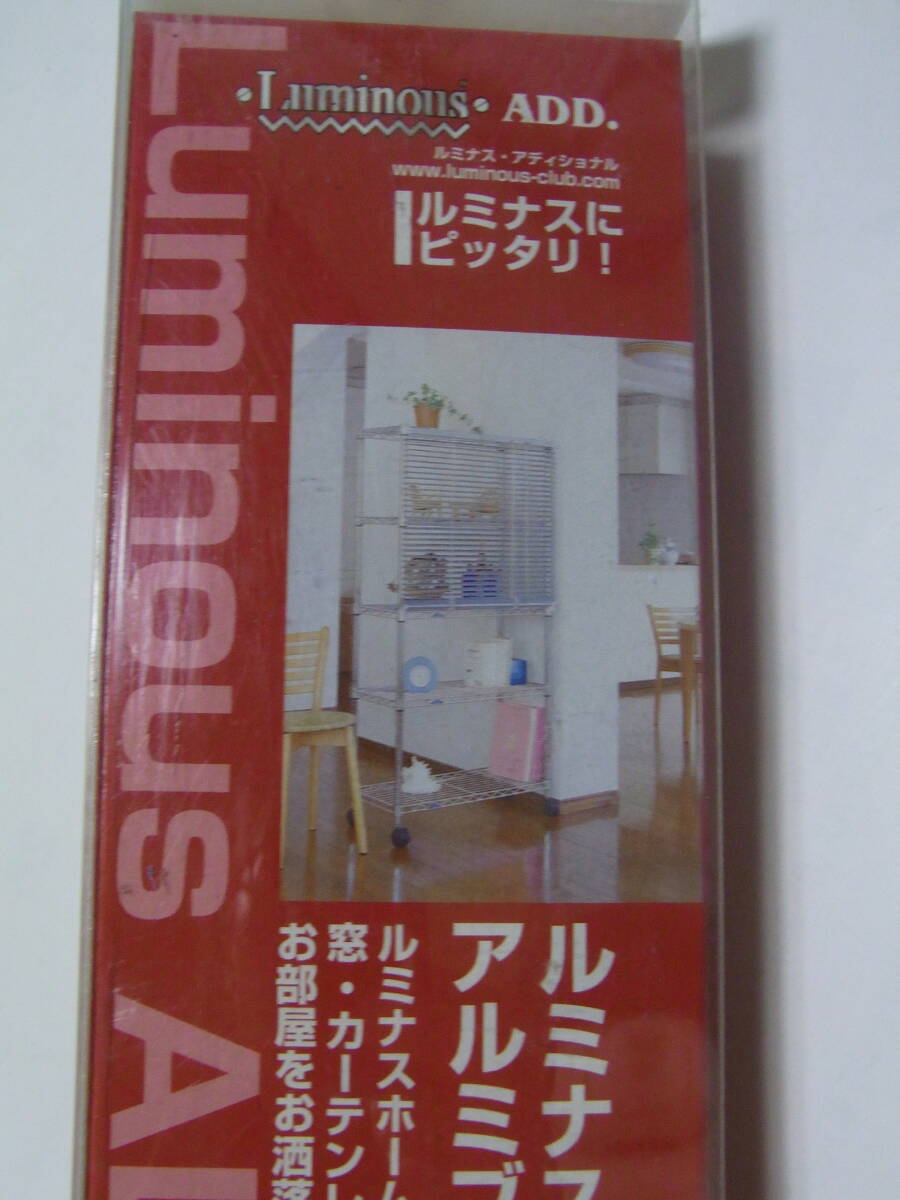 Luminous ADD.
ルミナス・アディショナル
www.luminous-club.com
ルミナスに
ピッタリ！
Luminous A
ルミナス
アルミブ
ルミナスホーム
窓・カーテンレ
お部屋をお洒落